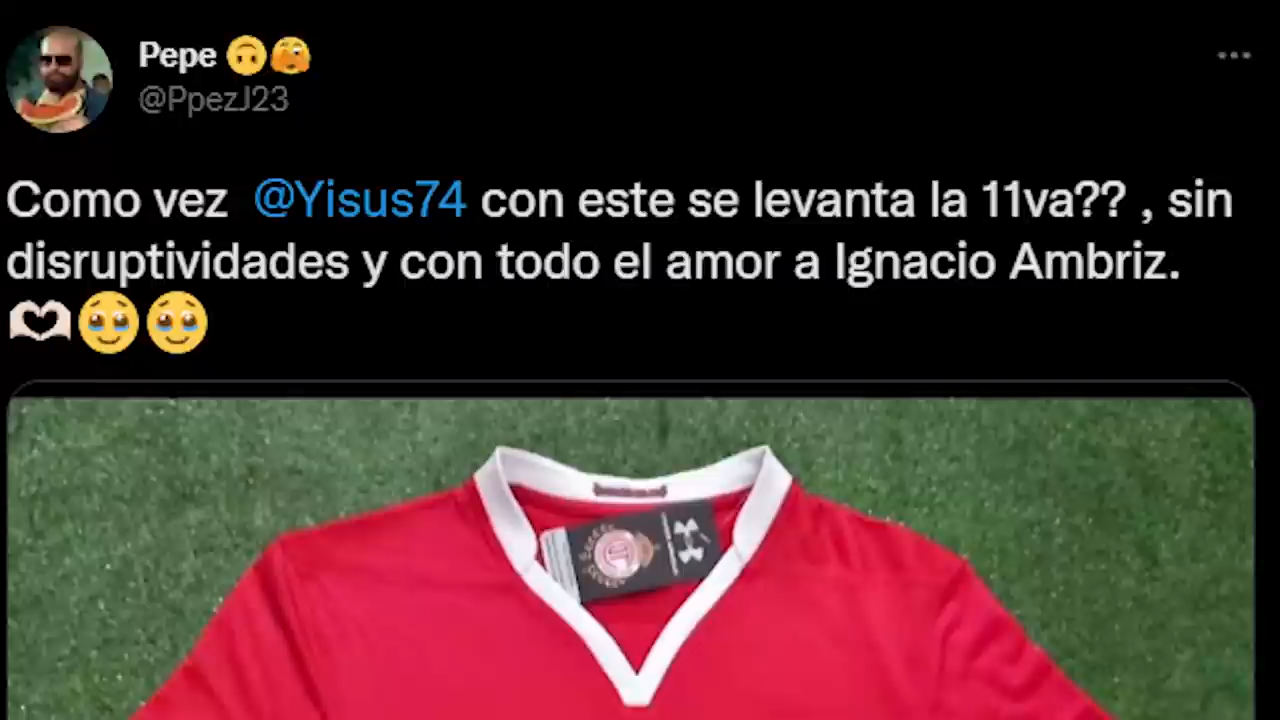 Pepe 🙃🫣
@PpezJ23
Como vez @Yisus74 con este se levanta la 11va?? , sin
disruptividades y con todo el amor a Ignacio Ambriz.
🫶🏻🥹🥹